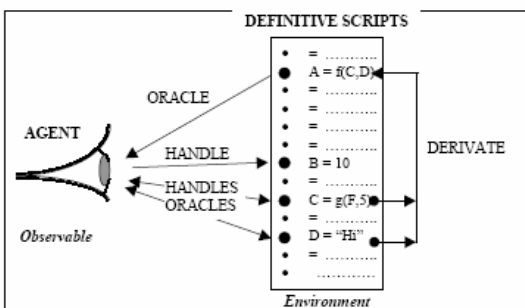 DEFINITIVE SCRIPTS
= ............
A = f(C,D)
= ............
ORACLE
= ............
= ............
AGENT
= ............
DERIVATE
HANDLE
B = 10
= ............
HANDLES
C = g(F,5)
ORACLES
= ............
Observable
D = "Hi"
= ............
............
Environment